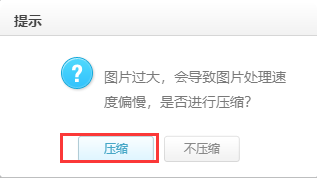 提示
图片过大，会导致图片处理速
度偏慢，是否进行压缩？
压缩 不压缩